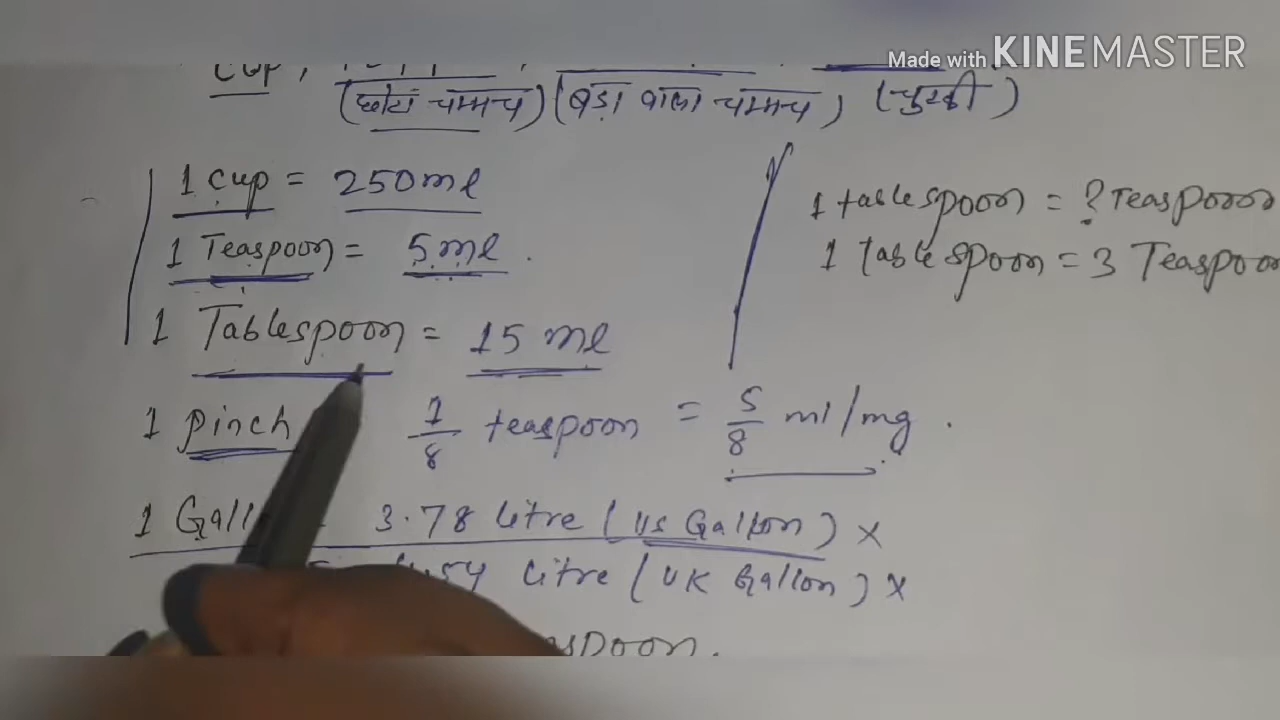 Made with KINEMASTER
Cup,
(छोटा चम्मच) (बड़ा वाला चम्मच, (चुटकी)
1 Cup = 250ml
1 Teaspoon = 5ml.
1 Tablespoon = 15 ml
1 pinch 1/8 teaspoon = 5/8 ml/mg.
1 Gall 3.78 Litre (US Gallon) x
Litre (UK Gallon) x
1 tablespoon = ? Teaspoon
1 Tablespoon = 3 Teaspoon